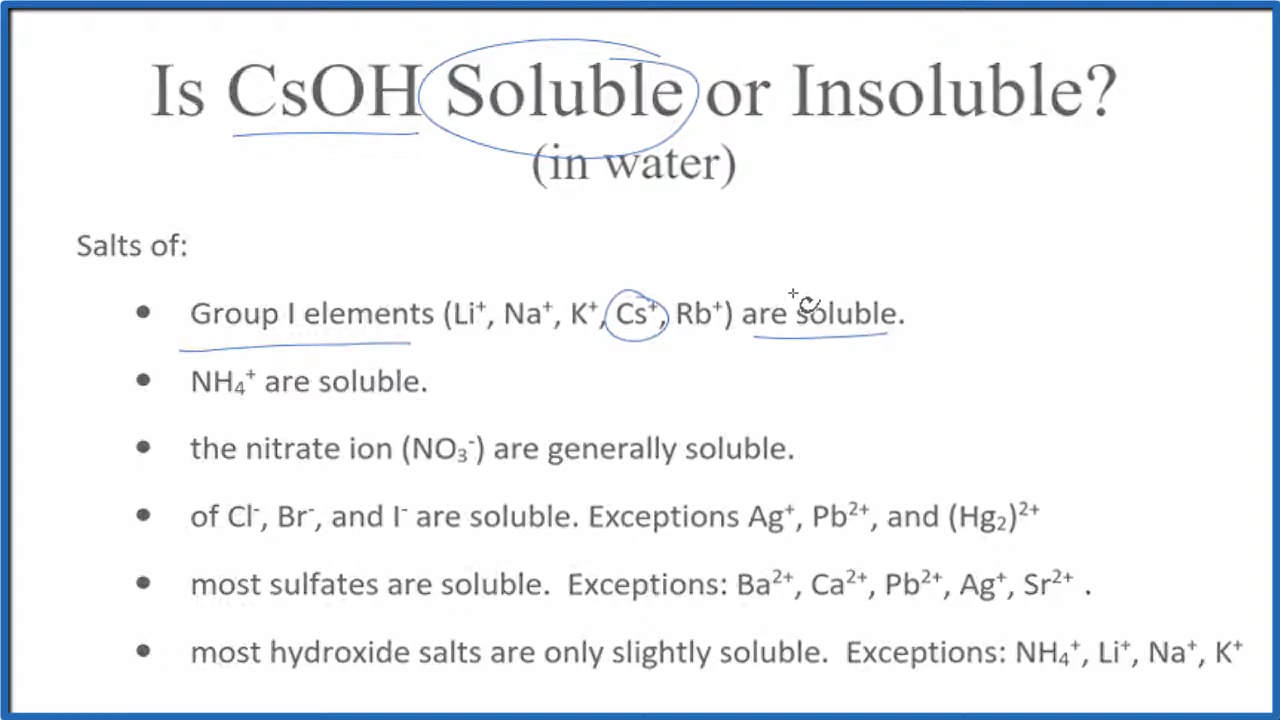 Is CsOH Soluble or Insoluble?
(in water)
Salts of:
• Group I elements (Li⁺, Na⁺, K⁺, Cs⁺, Rb⁺) are soluble.
• NH₄⁺ are soluble.
• the nitrate ion (NO₃⁻) are generally soluble.
• of Cl⁻, Br⁻, and I⁻ are soluble. Exceptions Ag⁺, Pb²⁺, and (Hg₂)²⁺
• most sulfates are soluble.  Exceptions: Ba²⁺, Ca²⁺, Pb²⁺, Ag⁺, Sr²⁺ .
• most hydroxide salts are only slightly soluble.  Exceptions: NH₄⁺, Li⁺, Na⁺, K⁺